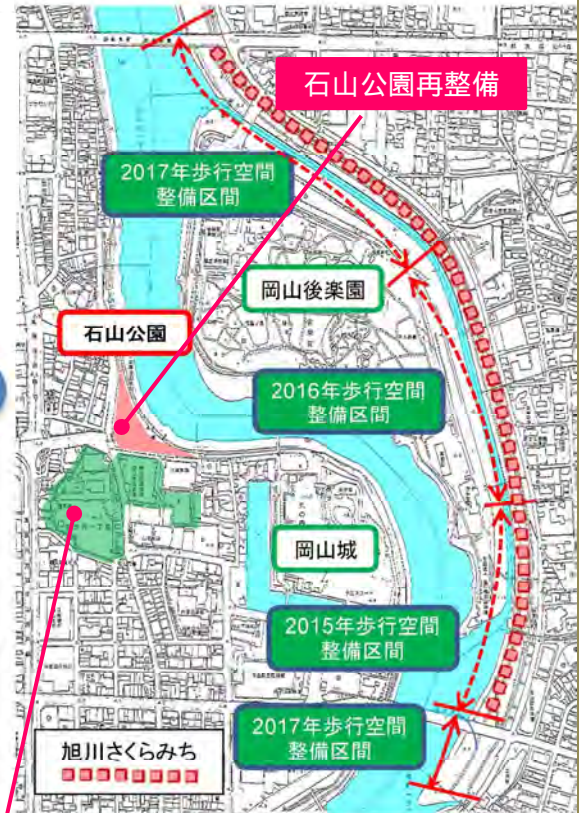 石山公園再整備
2017年歩行空間
整備区間
岡山後楽園
石山公園
2016年歩行空間
整備区間
岡山城
2015年歩行空間
整備区間
2017年歩行空間
整備区間
旭川さくらみち